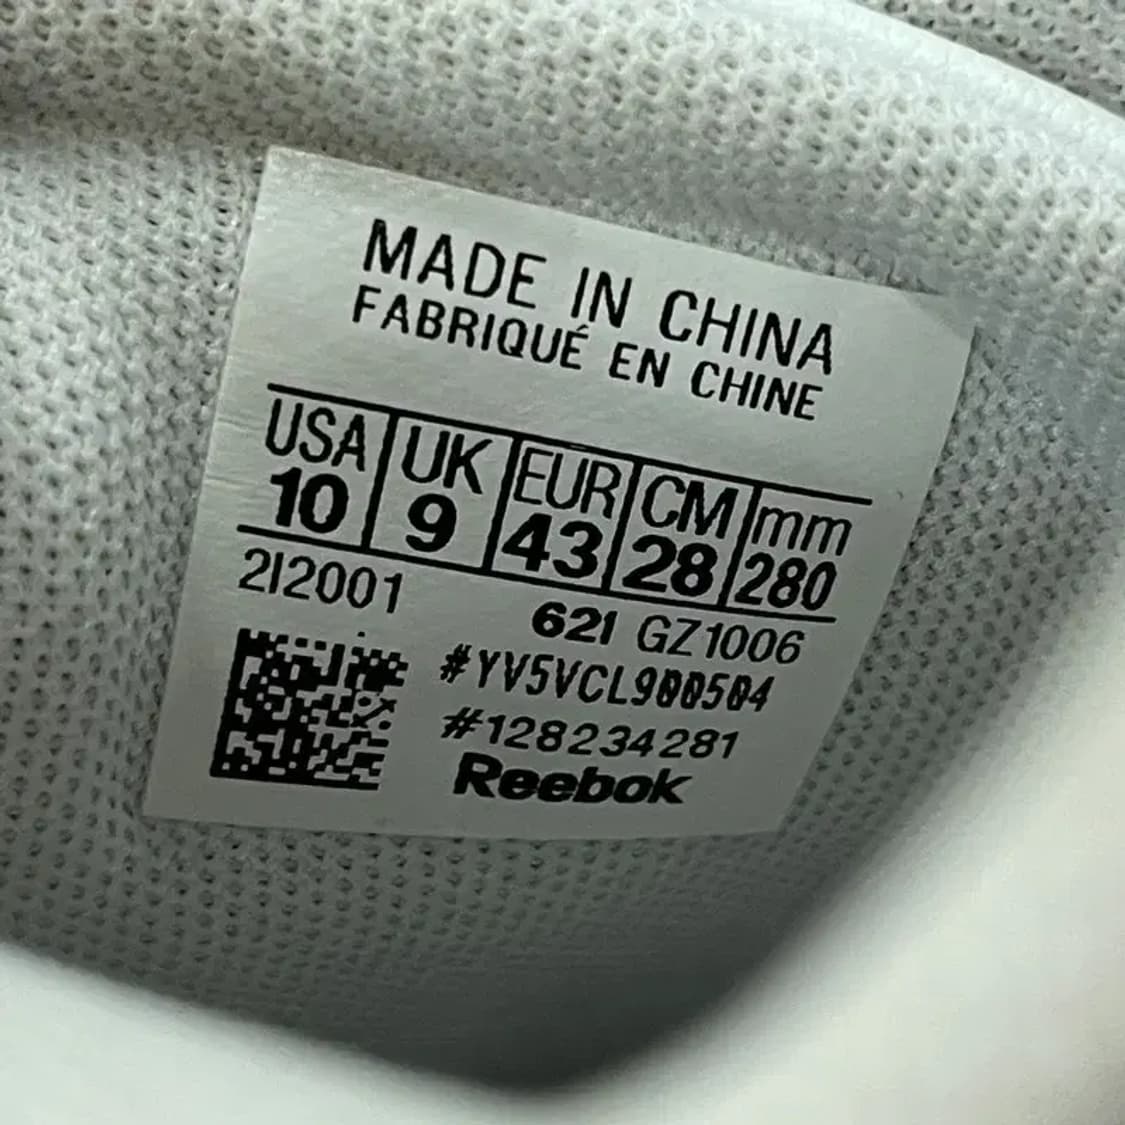 MADE IN CHINA
FABRIQUÉ EN CHINE
USA UK EUR CM mm
10 9 43 28 280
2I2001
621 GZ1006
#YV5VCL900504
#128234281
Reebok